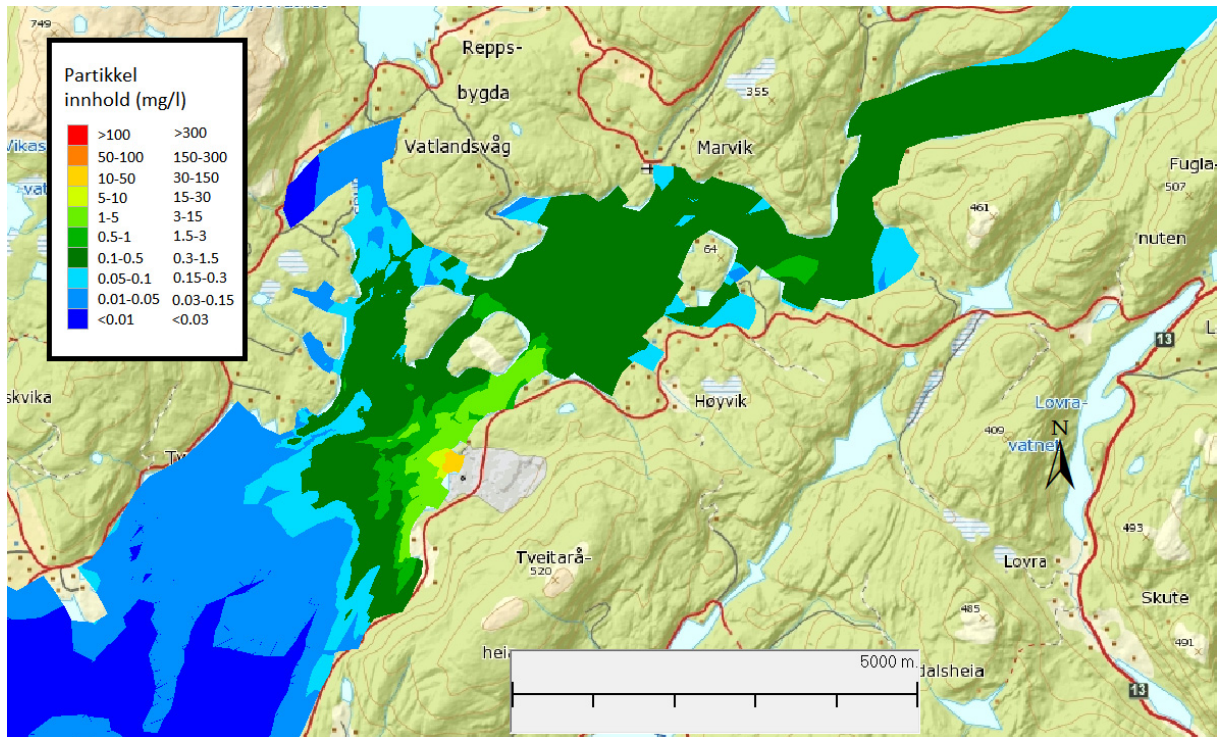 749
Repps-
bygda
355
Vatlandsvåg
Marvik
Fugla-
507
461
'nuten
64
Partikkel
innhold (mg/l)
>100 >300
50-100 150-300
10-50 30-150
5-10 15-30
1-5 3-15
0.5-1 1.5-3
0.1-0.5 0.3-1.5
0.05-0.1 0.15-0.3
0.01-0.05 0.03-0.15
<0.01 <0.03
13
skvika
Høyvik
Lovra-
vatnet
409
N
493
Tveitarå-
520
Lovra
Skute
485
491
5000 m.
dalsheia
13